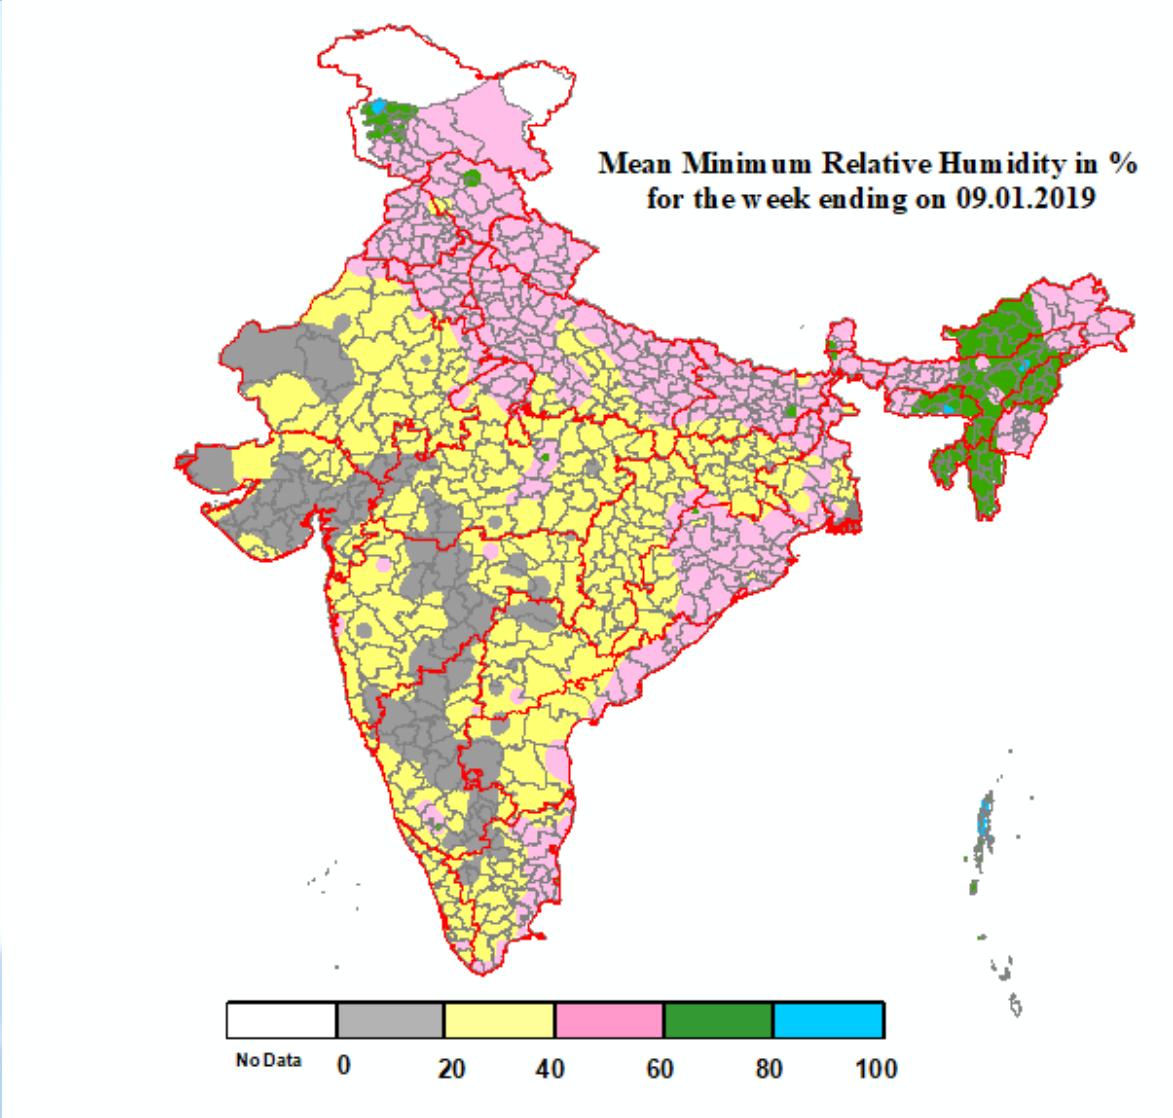 Mean Minimum Relative Humidity in %
for the week ending on 09.01.2019
No Data 0 20 40 60 80 100